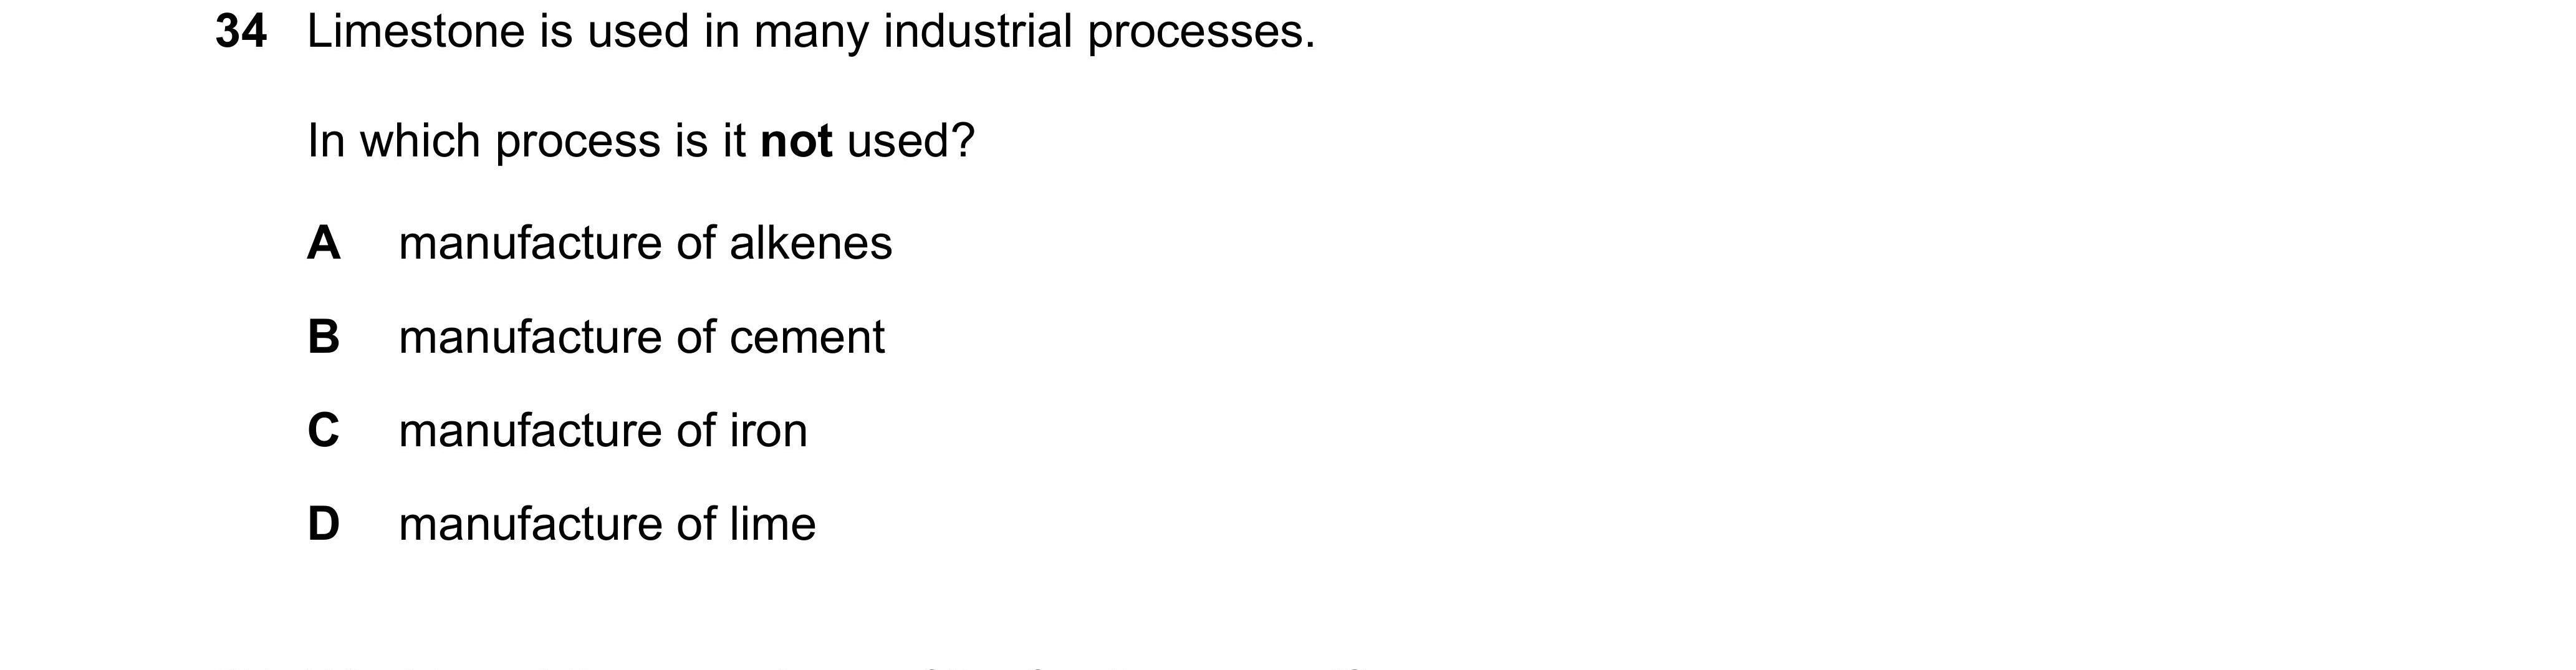 34 Limestone is used in many industrial processes.
In which process is it not used?
A manufacture of alkenes
B manufacture of cement
C manufacture of iron
D manufacture of lime